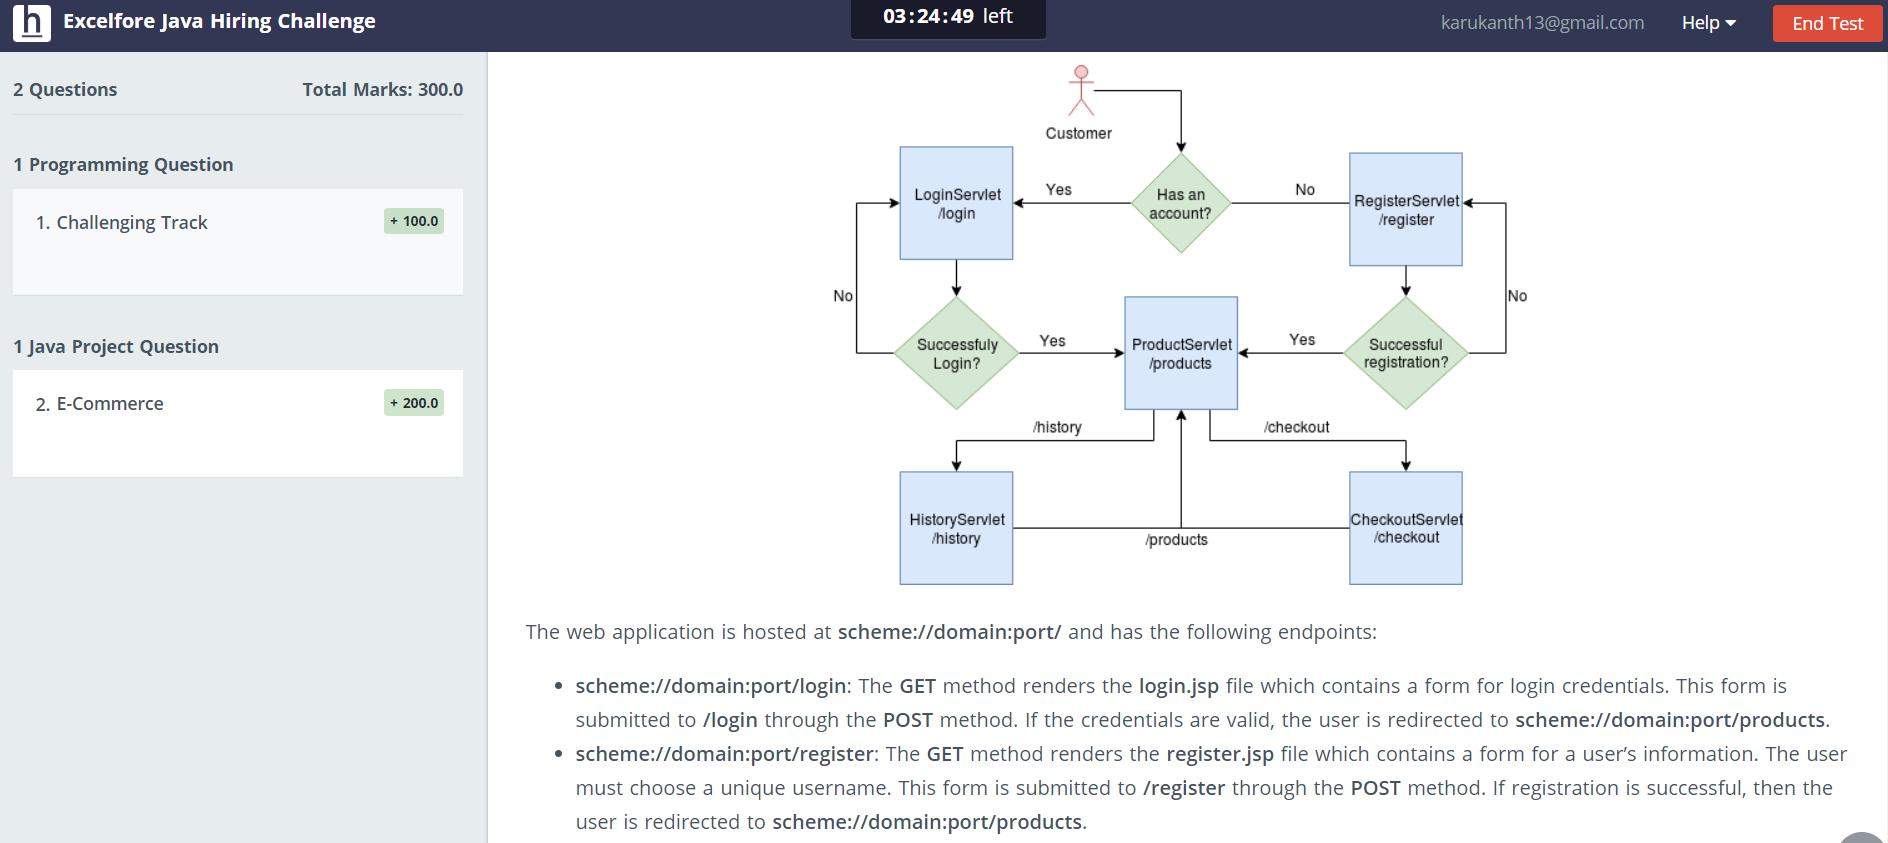 h Excelfore Java Hiring Challenge
03:24:49 left
karukanth13@gmail.com
Help
End Test
2 Questions Total Marks: 300.0
1 Programming Question
1. Challenging Track + 100.0
1 Java Project Question
2. E-Commerce + 200.0
Customer
LoginServlet
/login
Yes
Has an
account?
No
RegisterServlet
/register
No
Successfuly
Login?
Yes
ProductServlet
/products
Yes
Successful
registration?
No
/history
/checkout
HistoryServlet
/history
/products
CheckoutServlet
/checkout
The web application is hosted at scheme://domain:port/ and has the following endpoints:
• scheme://domain:port/login: The GET method renders the login.jsp file which contains a form for login credentials. This form is
submitted to /login through the POST method. If the credentials are valid, the user is redirected to scheme://domain:port/products.
• scheme://domain:port/register: The GET method renders the register.jsp file which contains a form for a user's information. The user
must choose a unique username. This form is submitted to /register through the POST method. If registration is successful, then the
user is redirected to scheme://domain:port/products.